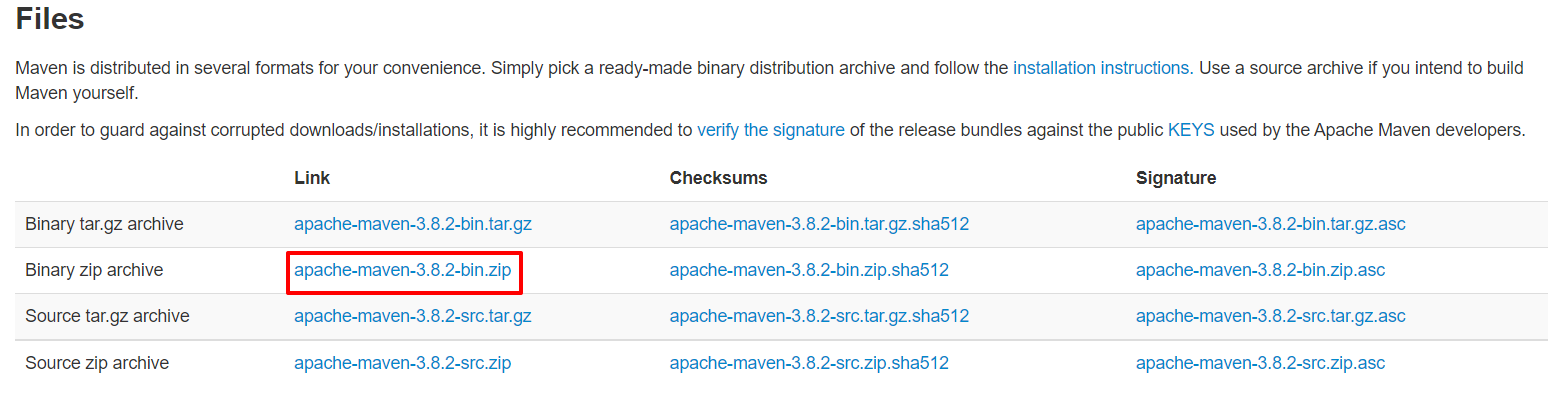 Files
Maven is distributed in several formats for your convenience. Simply pick a ready-made binary distribution archive and follow the installation instructions. Use a source archive if you intend to build
Maven yourself.
In order to guard against corrupted downloads/installations, it is highly recommended to verify the signature of the release bundles against the public KEYS used by the Apache Maven developers.
Link Checksums Signature
Binary tar.gz archive apache-maven-3.8.2-bin.tar.gz apache-maven-3.8.2-bin.tar.gz.sha512 apache-maven-3.8.2-bin.tar.gz.asc
Binary zip archive apache-maven-3.8.2-bin.zip apache-maven-3.8.2-bin.zip.sha512 apache-maven-3.8.2-bin.zip.asc
Source tar.gz archive apache-maven-3.8.2-src.tar.gz apache-maven-3.8.2-src.tar.gz.sha512 apache-maven-3.8.2-src.tar.gz.asc
Source zip archive apache-maven-3.8.2-src.zip apache-maven-3.8.2-src.zip.sha512 apache-maven-3.8.2-src.zip.asc